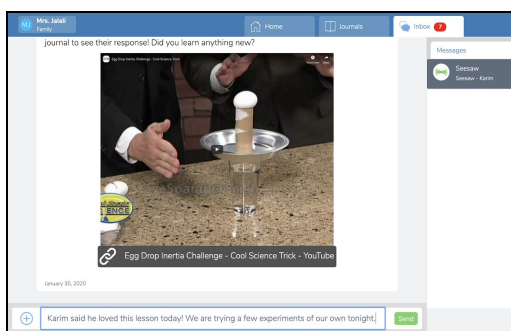 MJ
Mrs. Jalali
Family
Home
Journals
Inbox 7
journal to see their response! Did you learn anything new?
Egg Drop Inertia Challenge - Cool Science Trick
Egg Drop Inertia Challenge - Cool Science Trick - YouTube
January 30, 2020
Karim said he loved this lesson today! We are trying a few experiments of our own tonight.
Send
Messages
Seesaw
Seesaw - Karim